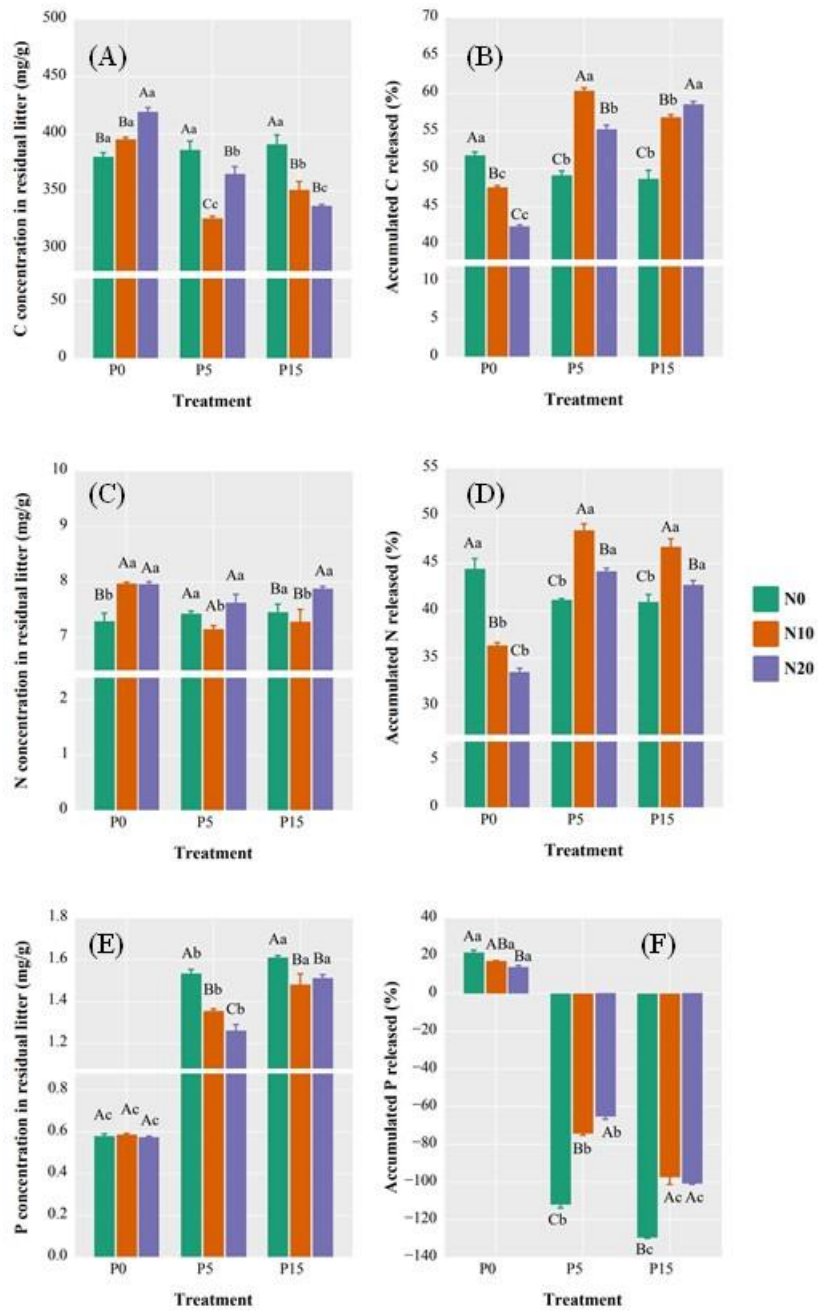 (A)
C concentration in residual litter (mg/g)
500
450
400
350
300
50
0
Ba Ba Aa
Aa Cc Bb
Aa Bb Bc
P0 P5 P15
Treatment
(B)
Accumulated C released (%)
70
65
60
55
50
45
40
10
5
0
Aa Bc Cc
Cb Aa Bb
Cb Bb Aa
P0 P5 P15
Treatment
(C)
N concentration in residual litter (mg/g)
10
9
8
7
2
1
0
Bb Aa Aa
Aa Ab Aa
Ba Bb Aa
P0 P5 P15
Treatment
(D)
Accumulated N released (%)
55
50
45
40
35
30
5
0
Aa Bb Cb
Cb Aa Ba
Cb Aa Ba
P0 P5 P15
Treatment
N0
N10
N20
(E)
P concentration in residual litter (mg/g)
1.8
1.6
1.4
1.2
0.8
0.6
0.4
0.2
0.0
Ac Ac Ac
Ab Bb Cb
Aa Ba Ba
P0 P5 P15
Treatment
(F)
Accumulated P released (%)
40
20
0
−20
−40
−60
−80
−100
−120
−140
Aa ABa Ba
Cb Bb Ab
Bc Ac Ac
P0 P5 P15
Treatment